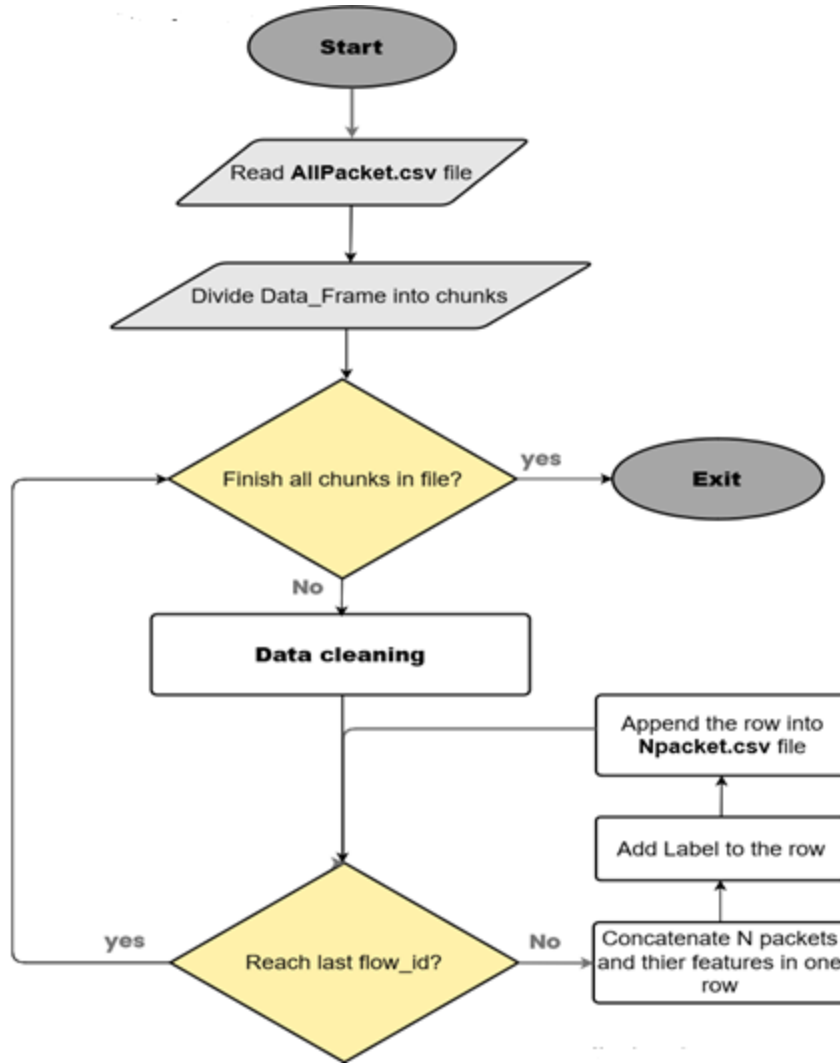 Start
Read AllPacket.csv file
Divide Data_Frame into chunks
Finish all chunks in file?
yes
Exit
No
Data cleaning
Append the row into
Npacket.csv file
Add Label to the row
Concatenate N packets
and thier features in one
row
No
Reach last flow_id?
yes